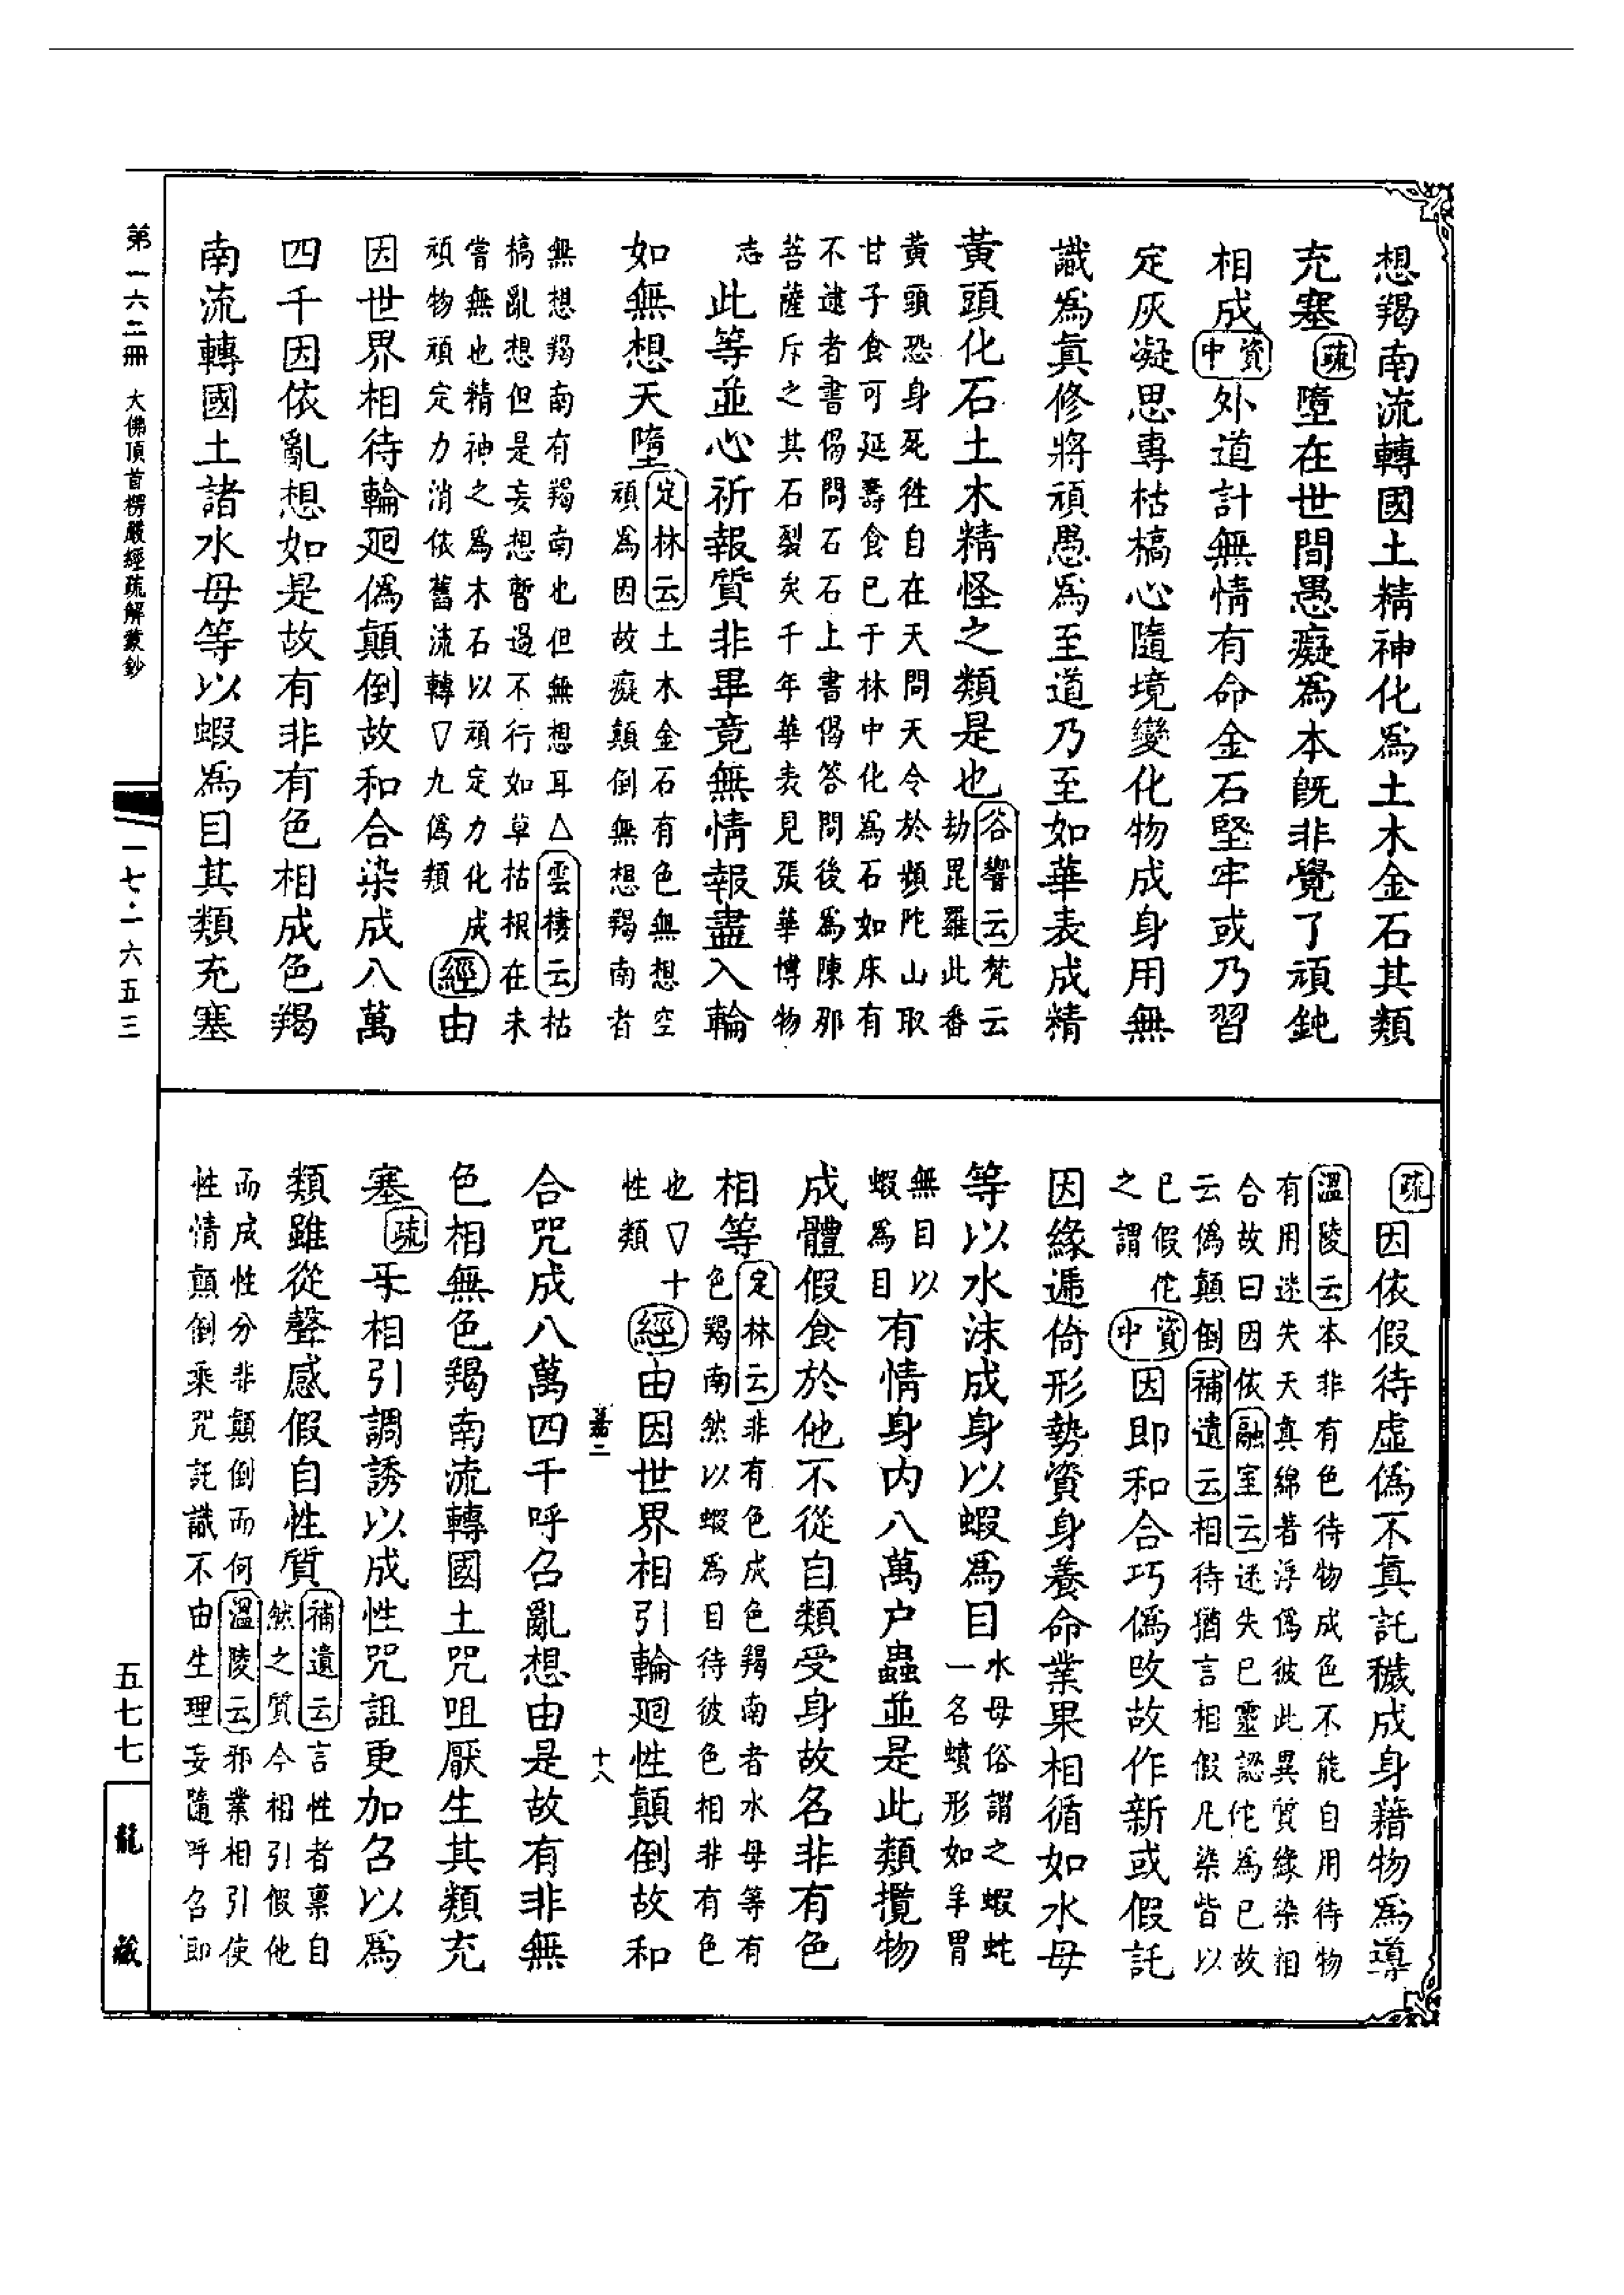 想羯南流轉國土精神化爲土木金石其類
充塞疏墮在世間愚癡爲本既非覺了頑鈍
相成資中外道計無情有命金石堅牢或乃習
定灰凝思專枯槁心隨境變化物成身用無
識爲真修將頑愚爲至道乃至如華表成精
黃頭化石土木精怪之類是也谷響云梵云
劫毘羅此番
黃頭恐身死徃自在天問天令於頻陀山取
甘子食可延壽食已于林中化爲石如床有
不逮者書偈問石石上書偈答問後爲陳那
菩薩斥之其石裂矣千年華表見張華博物
志此等並心祈報質非畢竟無情報盡入輪
如無想天墮定林云土木金石有色無想空
頑爲因故癡顛倒無想羯南者
無想羯南有羯南也但無想耳△雲棲云枯
槁亂想但是妄想暫過不行如草枯根在未
嘗無也精神之爲木石以頑定力化成
頑物頑定力消依舊流轉▽九僞類經由
因世界相待輪廻僞顛倒故和合染成八萬
四千因依亂想如是故有非有色相成色羯
南流轉國土諸水母等以蝦爲目其類充塞
疏因依假待虛僞不真託穢成身藉物爲導
溫陵云本非有色待物成色不能自用待物
有用迷失天真綿著浮僞彼此異質緣染相
合故曰因依融室云迷失已靈認佗爲已故
云僞顛倒補遺云相待猶言相假凡染皆以
已假佗
之謂資中因即和合巧僞改故作新或假託
因緣遞倚形勢資身養命業果相循如水母
等以水沫成身以蝦爲目水母俗謂之蝦蛇
一名蟦形如羊胃
無目以
蝦爲目有情身内八萬户蟲並是此類攬物
成體假食於他不從自類受身故名非有色
相等定林云非有色成色羯南者水母等有
色羯南然以蝦爲目待彼色相非有色
也▽十
性類經由因世界相引輪廻性顛倒故和
合咒成八萬四千呼召亂想由是故有非無
色相無色羯南流轉國土咒咀厭生其類充
塞疏㸦相引調誘以成性咒詛更加召以爲
類雖從聲感假自性質補遺云言性者禀自
然之質今相引假他
而成性分非顛倒而何溫陵云邪業相引使
性情顛倒乘咒託識不由生理妄隨呼召即
嘉二
十八
第一六二冊 大佛頂首楞嚴經疏解蒙鈔
一七·六五三
五七七
龍藏